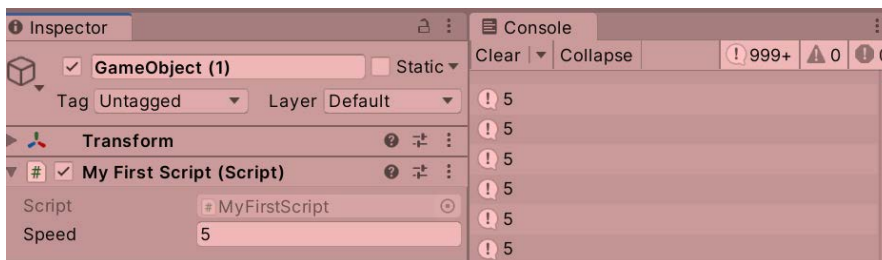 Inspector
GameObject (1)
Static
Tag Untagged Layer Default
Transform
# My First Script (Script)
Script # MyFirstScript
Speed 5
Console
Clear Collapse 999+ 0
5
5
5
5
5
5